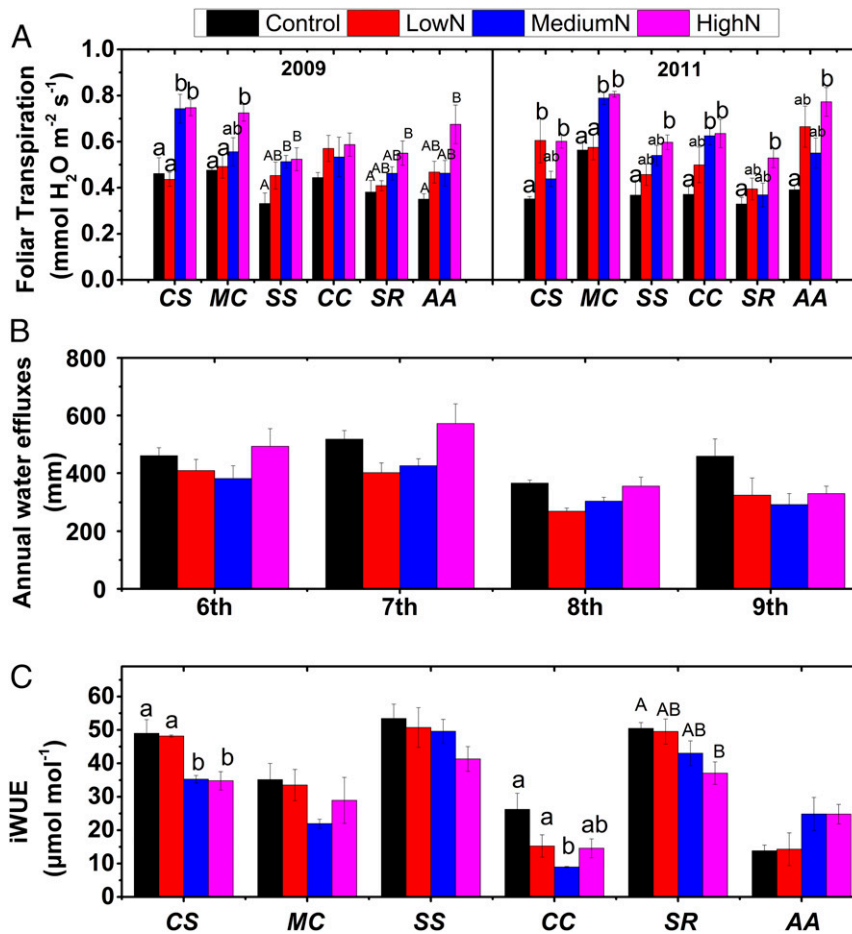 Control LowN MediumN HighN
A
Foliar Transpiration
(mmol H₂O m⁻² s⁻¹)
1.0
0.8
0.6
0.4
0.2
0.0
2009
a a b b
a a ab b
A AB B B
A AB AB B
A AB AB B
CS MC SS CC SR AA
2011
a b ab b
a a b b
a ab ab b
a ab b b
a ab ab b
a ab ab b
CS MC SS CC SR AA
B
Annual water effluxes
(mm)
800
600
400
200
0
6th 7th 8th 9th
C
iWUE
(µmol mol⁻¹)
60
50
40
30
20
10
0
a a b b
a a b ab
A AB AB B
CS MC SS CC SR AA